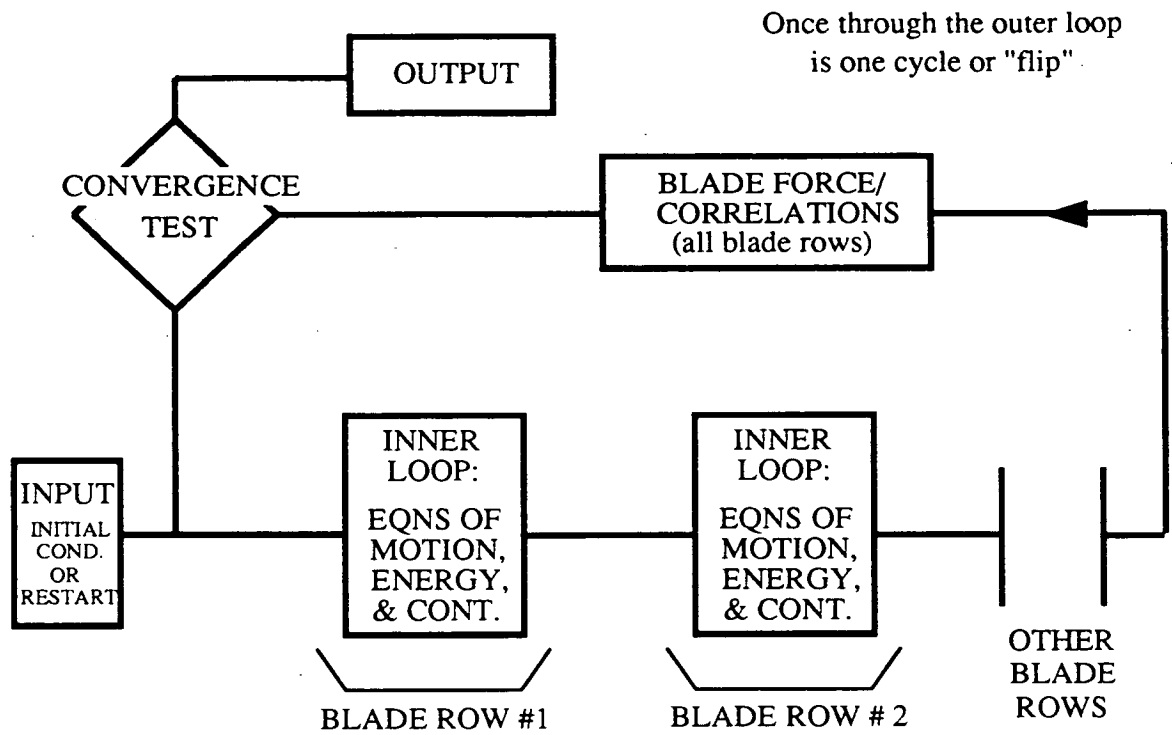 Once through the outer loop
is one cycle or "flip"
OUTPUT
CONVERGENCE
TEST
BLADE FORCE/
CORRELATIONS
(all blade rows)
INPUT
INITIAL
COND.
OR
RESTART
INNER
LOOP:
EQNS OF
MOTION,
ENERGY,
& CONT.
INNER
LOOP:
EQNS OF
MOTION,
ENERGY,
& CONT.
OTHER
BLADE
ROWS
BLADE ROW #1
BLADE ROW # 2